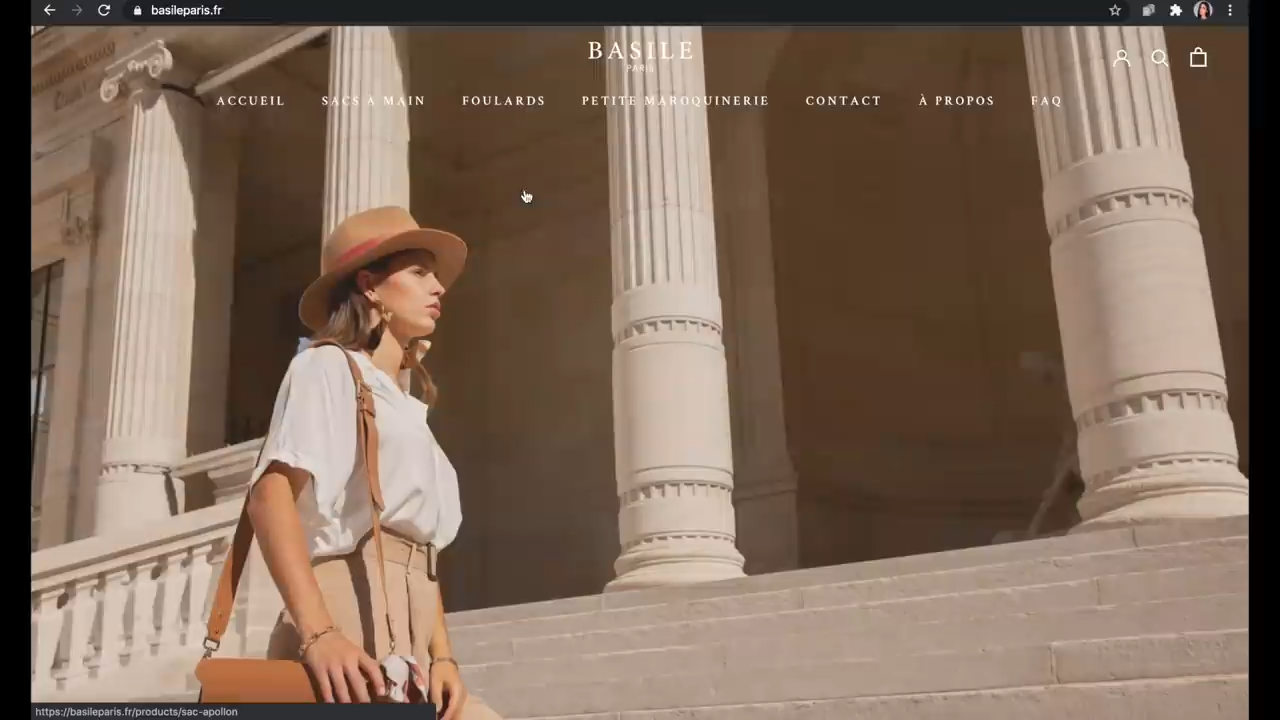 basileparis.fr
BASILE
PARIS
ACCUEIL SACS À MAIN FOULARDS PETITE MAROQUINERIE CONTACT À PROPOS FAQ
https://basileparis.fr/products/sac-apollon